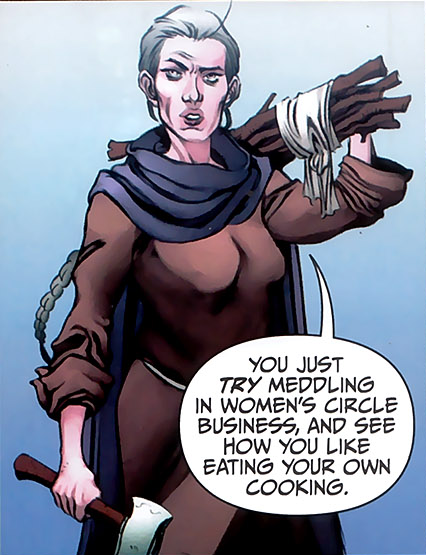 YOU JUST
TRY MEDDLING
IN WOMEN'S CIRCLE
BUSINESS, AND SEE
HOW YOU LIKE
EATING YOUR OWN
COOKING.